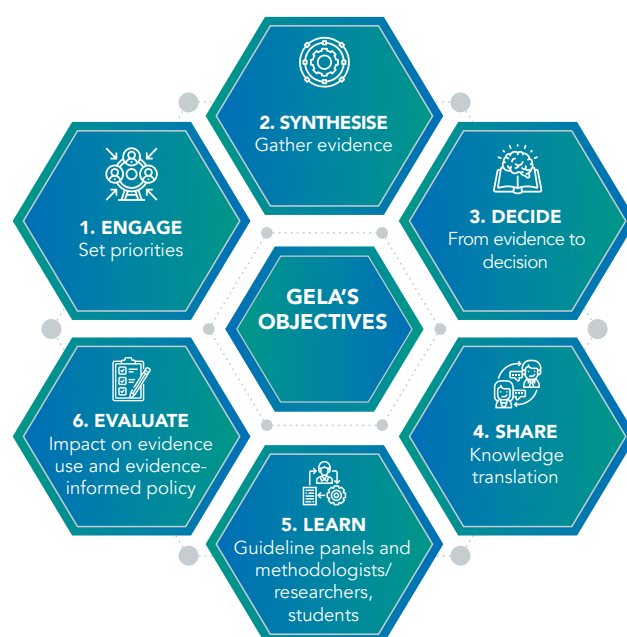 2. SYNTHESISE
Gather evidence
1. ENGAGE
Set priorities
3. DECIDE
From evidence to
decision
GELA'S
OBJECTIVES
6. EVALUATE
Impact on evidence
use and evidence-
informed policy
4. SHARE
Knowledge
translation
5. LEARN
Guideline panels and
methodologists/
researchers,
students